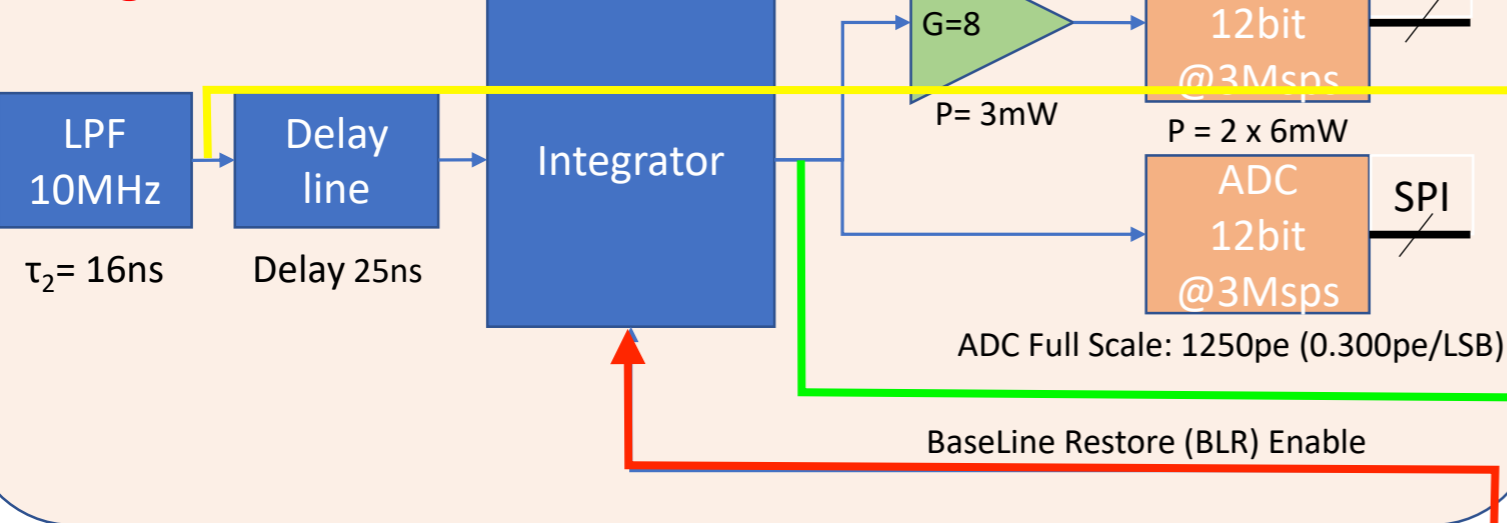 G=8
12bit
@3Msps
P= 3mW
P = 2 x 6mW
LPF
10MHz
Delay
line
Integrator
ADC
12bit
@3Msps
SPI
τ2= 16ns
Delay 25ns
ADC Full Scale: 1250pe (0.300pe/LSB)
BaseLine Restore (BLR) Enable